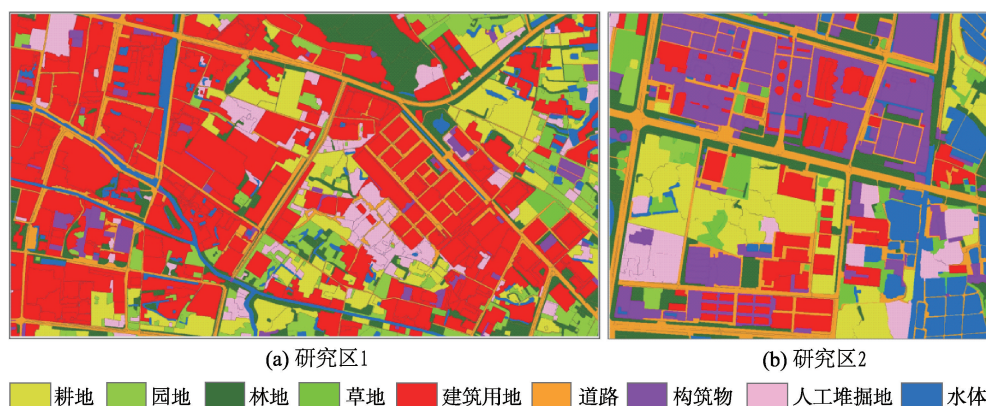 (a) 研究区1
(b) 研究区2
耕地 园地 林地 草地 建筑用地 道路 构筑物 人工堆掘地 水体